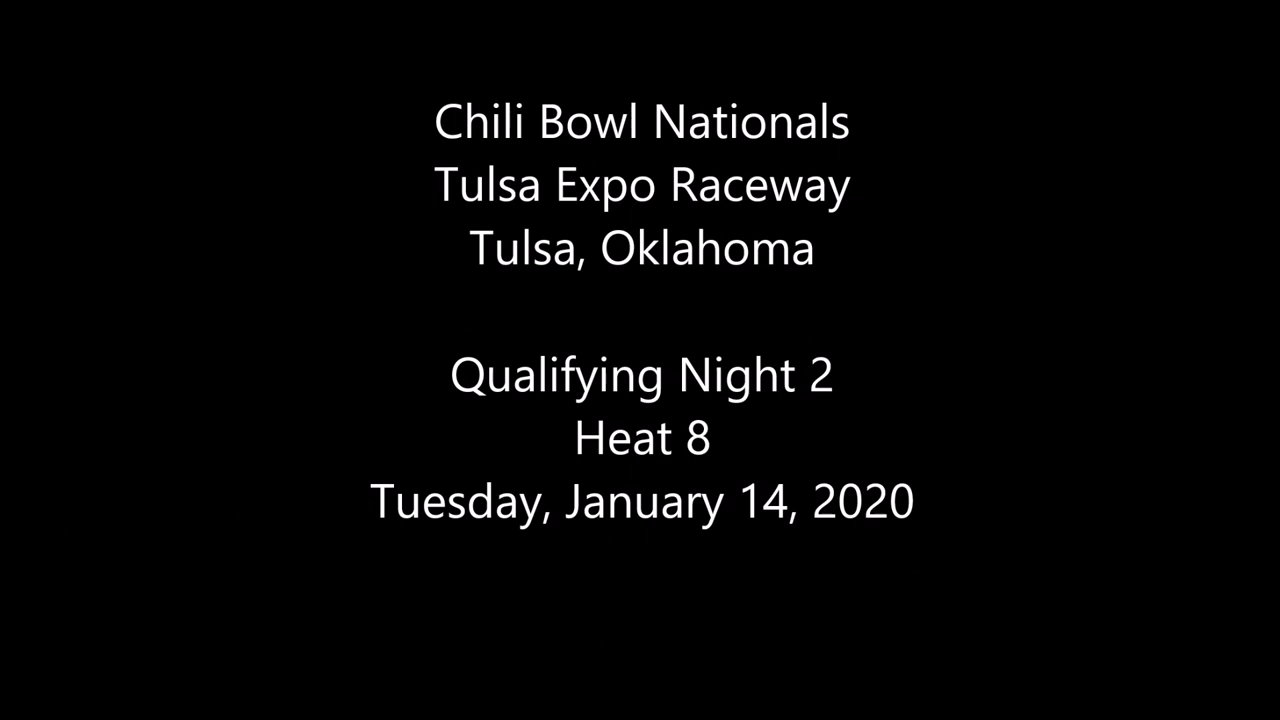 Chili Bowl Nationals
Tulsa Expo Raceway
Tulsa, Oklahoma
Qualifying Night 2
Heat 8
Tuesday, January 14, 2020